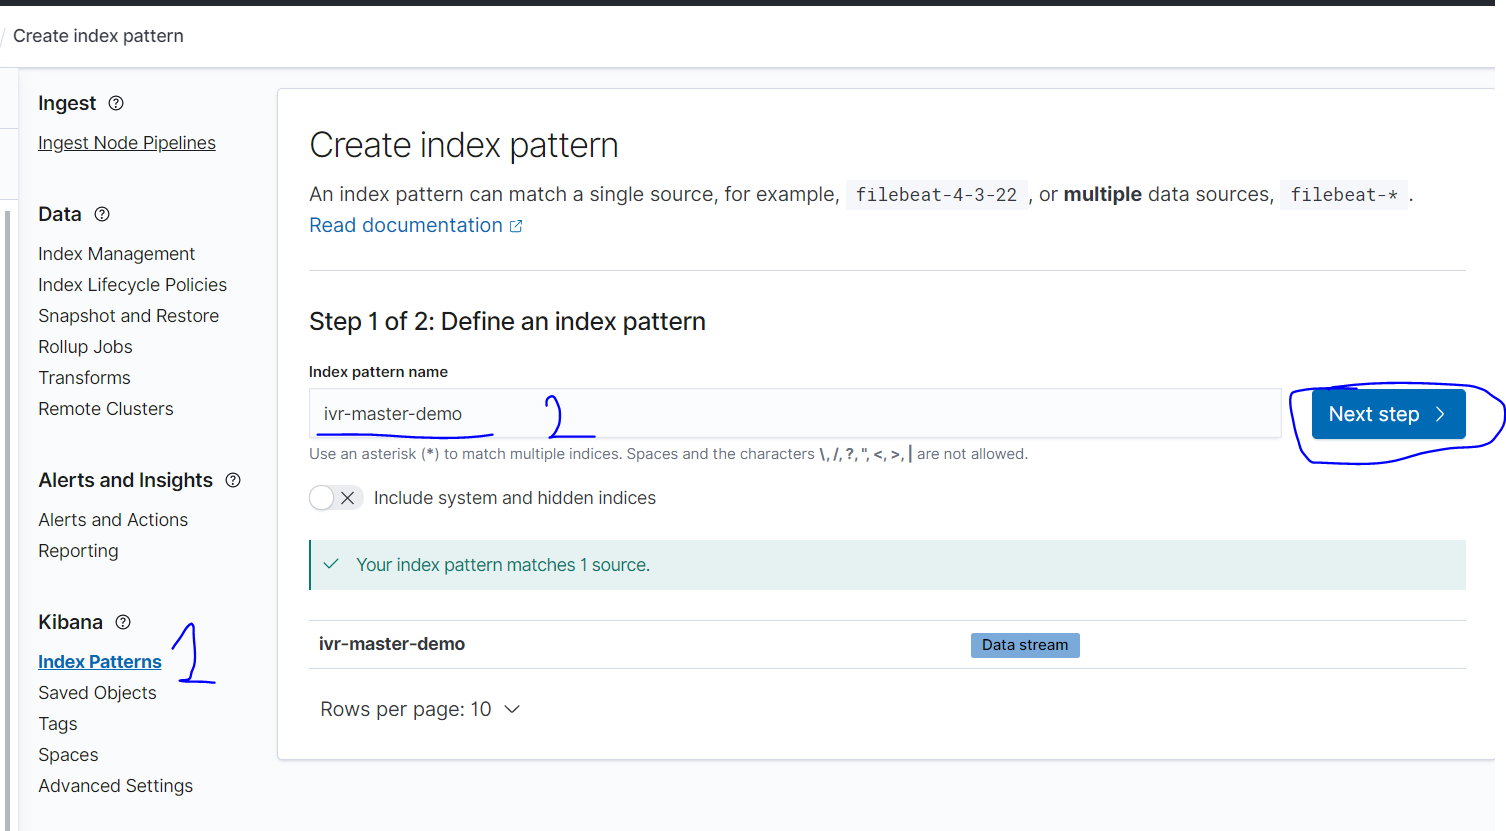 Create index pattern
Ingest
Ingest Node Pipelines
Data
Index Management
Index Lifecycle Policies
Snapshot and Restore
Rollup Jobs
Transforms
Remote Clusters
Alerts and Insights
Alerts and Actions
Reporting
Kibana
Index Patterns 1
Saved Objects
Tags
Spaces
Advanced Settings
Create index pattern
An index pattern can match a single source, for example, filebeat-4-3-22 , or multiple data sources, filebeat-* .
Read documentation
Step 1 of 2: Define an index pattern
Index pattern name
ivr-master-demo 2
Next step
Use an asterisk (*) to match multiple indices. Spaces and the characters \, /, ?, ", <, >, | are not allowed.
Include system and hidden indices
Your index pattern matches 1 source.
ivr-master-demo Data stream
Rows per page: 10